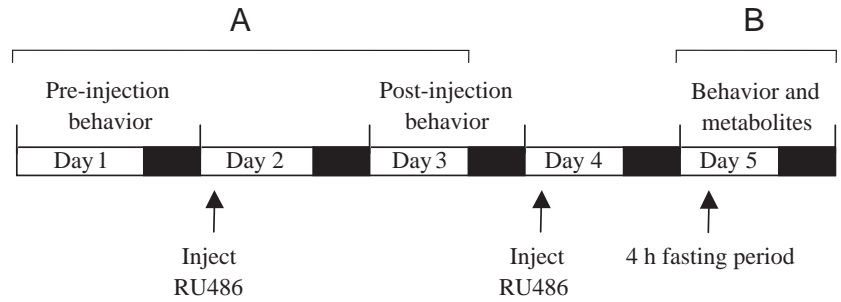 A
B
Pre-injection
behavior
Post-injection
behavior
Behavior and
metabolites
Day 1
Day 2
Day 3
Day 4
Day 5
Inject
RU486
Inject
RU486
4 h fasting period